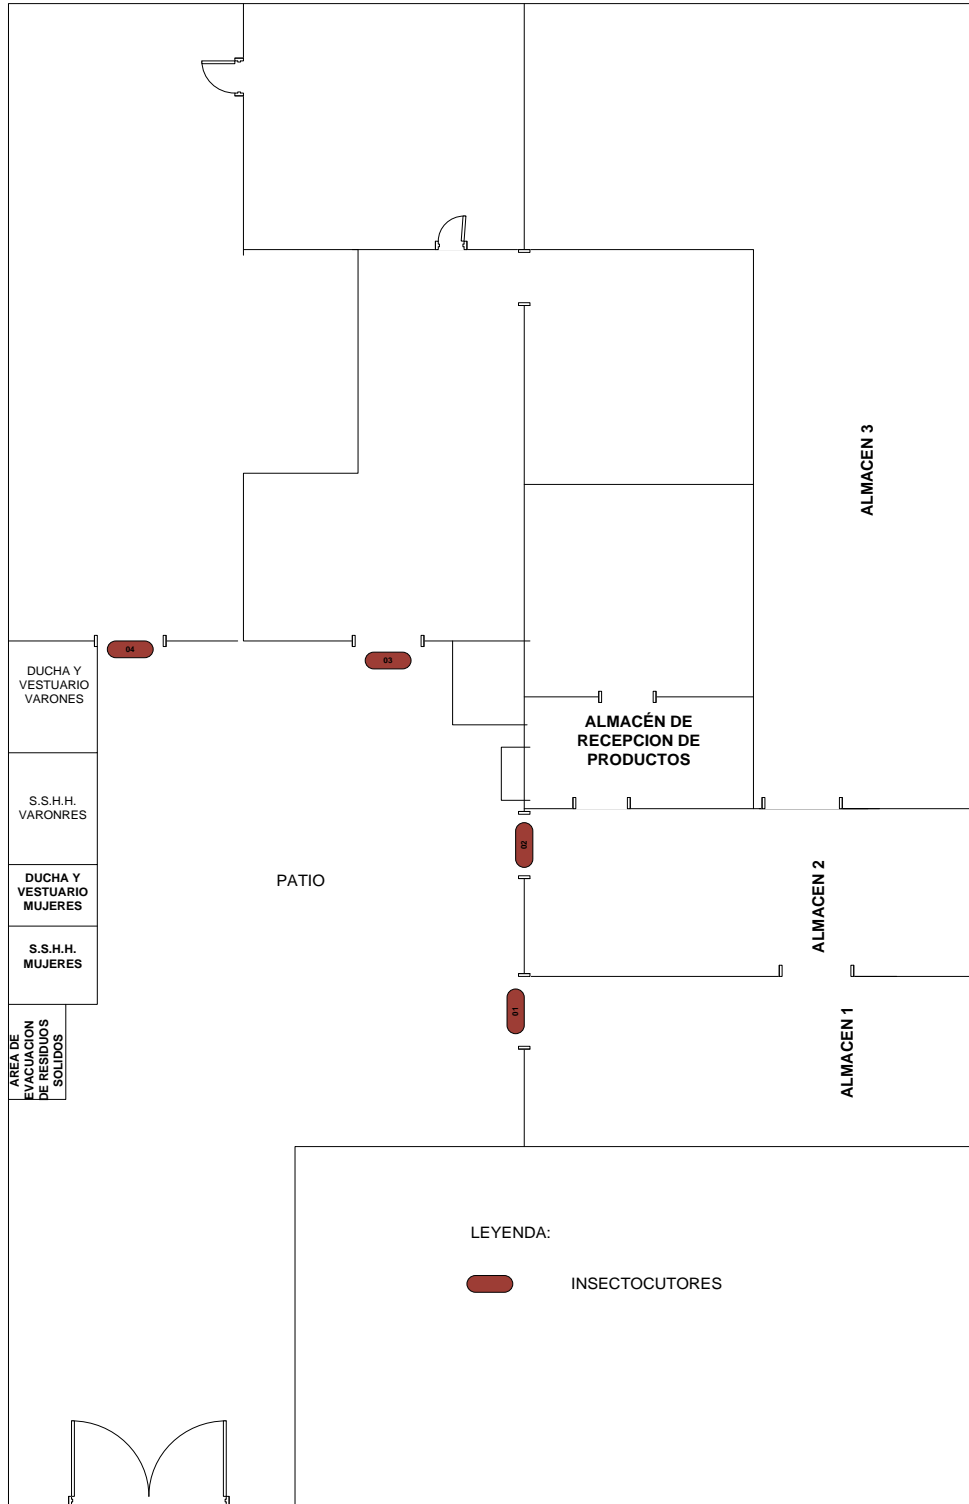 ALMACEN 3
04
03
DUCHA Y
VESTUARIO
VARONES
ALMACÉN DE
RECEPCION DE
PRODUCTOS
S.S.H.H.
VARONRES
02
DUCHA Y
VESTUARIO
MUJERES
PATIO
ALMACEN 2
S.S.H.H.
MUJERES
01
AREA DE
EVACUACION
DE RESIDUOS
SOLIDOS
ALMACEN 1
LEYENDA:
INSECTOCUTORES